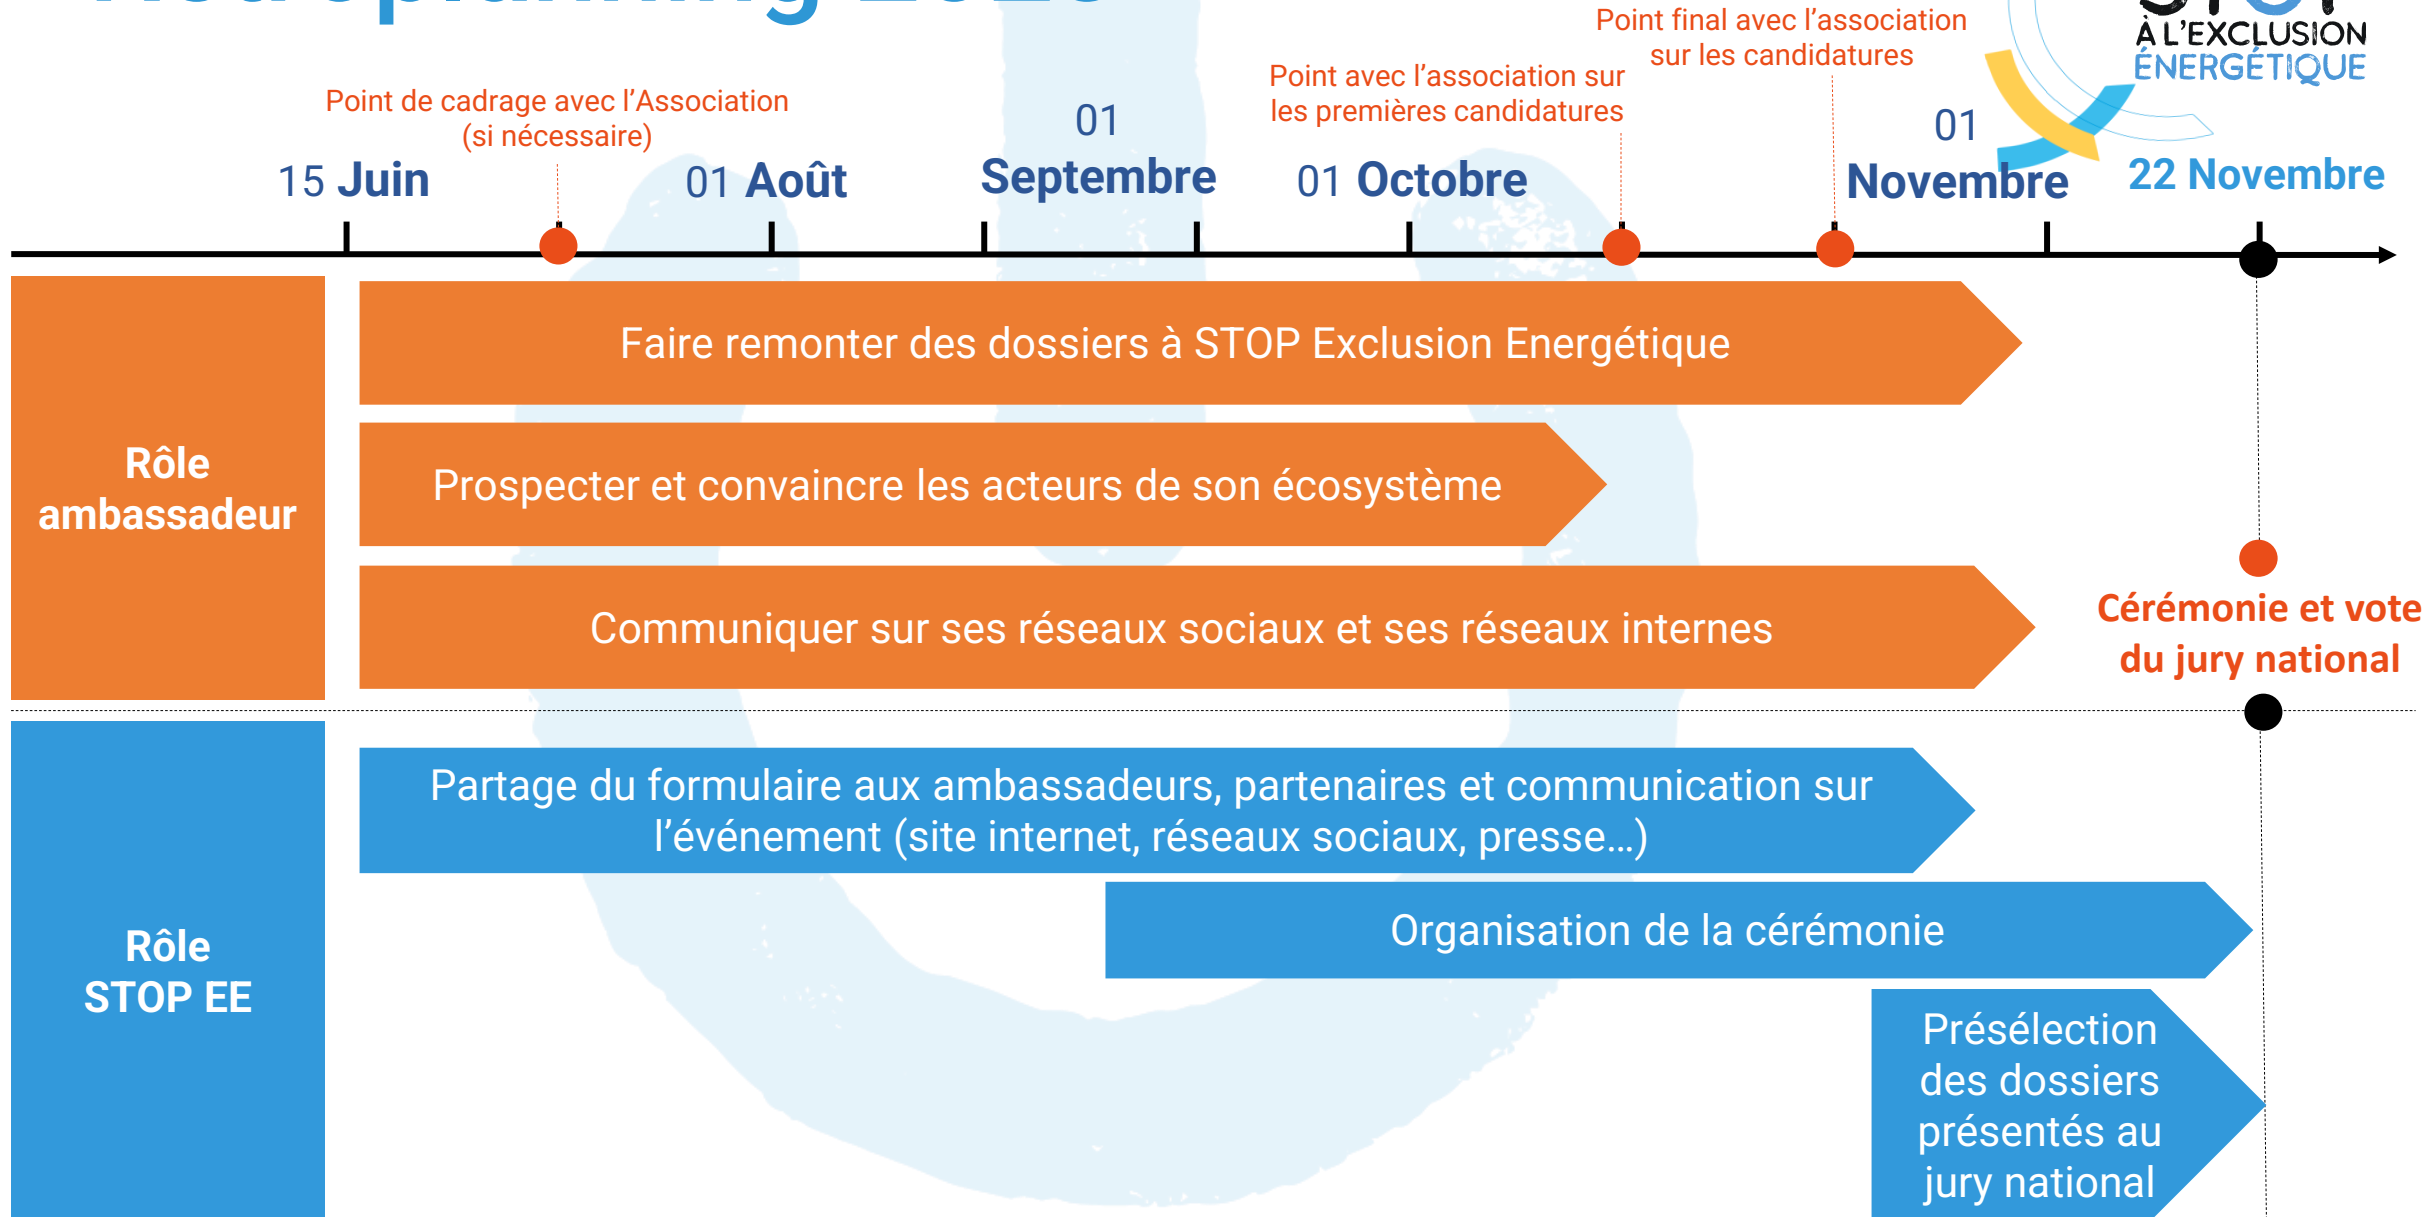 Point final avec l’association
sur les candidatures
À L’EXCLUSION
ÉNERGÉTIQUE
Point avec l’association sur
les premières candidatures
Point de cadrage avec l’Association
(si nécessaire)
15 Juin
01 Août
01
Septembre
01 Octobre
01
Novembre
22 Novembre
Rôle
ambassadeur
Faire remonter des dossiers à STOP Exclusion Energétique
Prospecter et convaincre les acteurs de son écosystème
Communiquer sur ses réseaux sociaux et ses réseaux internes
Cérémonie et vote
du jury national
Rôle
STOP EE
Partage du formulaire aux ambassadeurs, partenaires et communication sur
l’événement (site internet, réseaux sociaux, presse…)
Organisation de la cérémonie
Présélection
des dossiers
présentés au
jury national